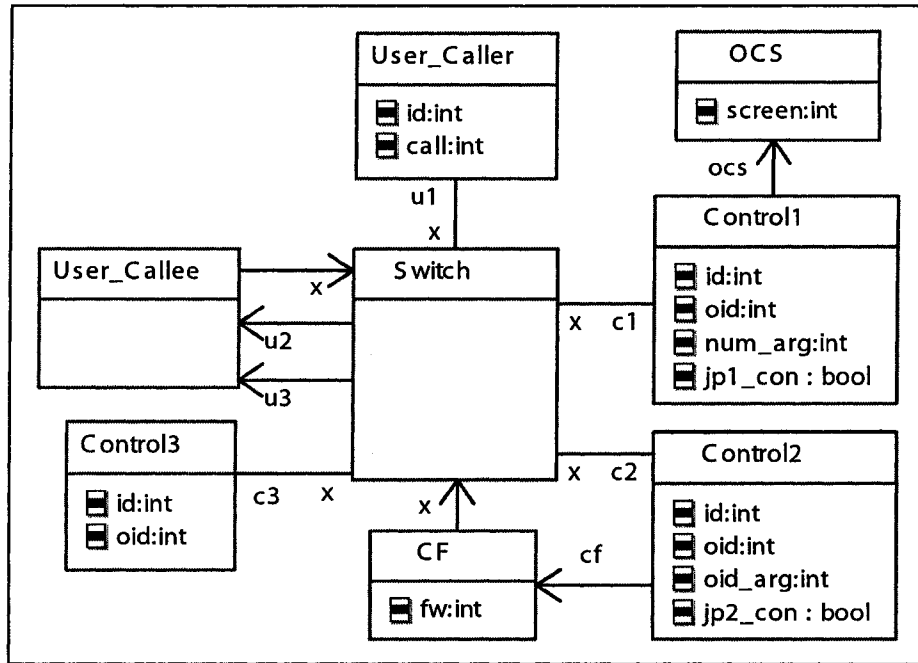 User_Caller
id:int
call:int
OCS
screen:int
ocs
u1
x
Control1
id:int
oid:int
num_arg:int
jp1_con : bool
User_Callee
x
u2
u3
Switch
x c1
Control3
id:int
oid:int
c3 x
x c2
Control2
id:int
oid:int
oid_arg:int
jp2_con : bool
x
CF
fw:int
cf